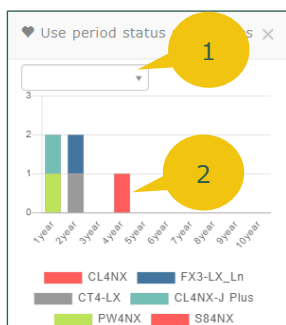 Use period status
s ×
1
3
2
1
0
2
1year 2year 3year 4year 5year 6year 7year 8year 9year 10year
CL4NX FX3-LX_Ln
CT4-LX CL4NX-J Plus
PW4NX S84NX